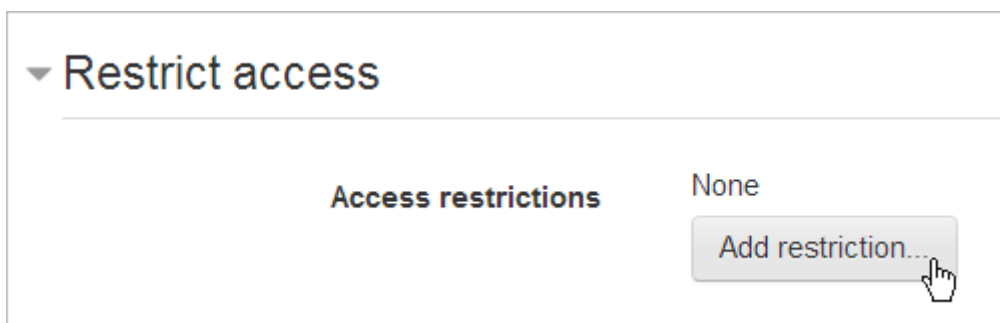 Restrict access
Access restrictions
None
Add restriction...